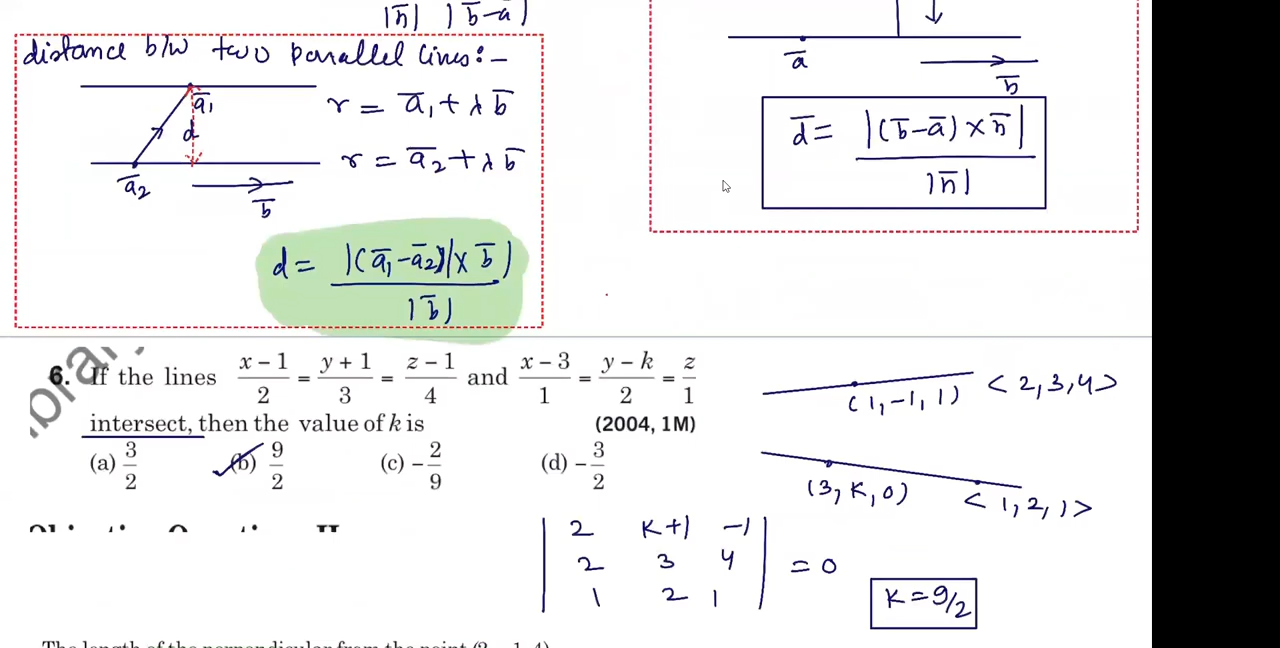 |n̅| |b̅-a̅|
distance b/w two parallel lines:-
a̅₁
r = a̅₁ + λb̅
d
r = a̅₂ + λb̅
a̅₂
b̅
d = |(a̅₁-a̅₂)|×b̅) / |b̅|
a̅
b̅
d̅ = |(b̅-a̅)×n̅| / |n̅|
6. If the lines (x − 1)/2 = (y + 1)/3 = (z − 1)/4 and (x − 3)/1 = (y − k)/2 = z/1
intersect, then the value of k is (2004, 1M)
(a) 3/2 (b) 9/2 (c) − 2/9 (d) − 3/2
(1,-1,1) <2,3,4>
(3,K,0) <1,2,1>
| 2 K+1 -1 |
| 2 3 4 | = 0
| 1 2 1 |
K = 9/2